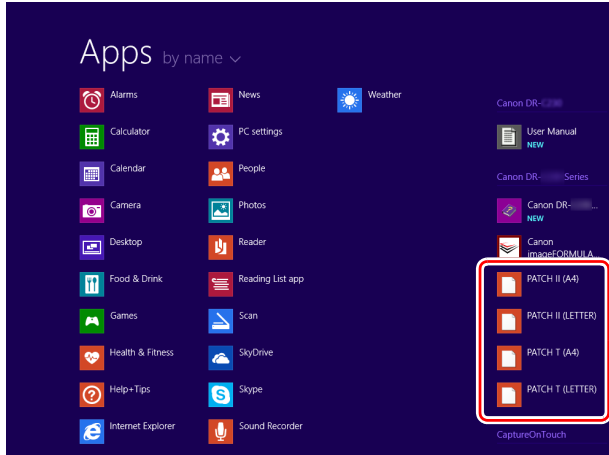 Apps by name
Alarms
Calculator
Calendar
Camera
Desktop
Food & Drink
Games
Health & Fitness
Help+Tips
Internet Explorer
News
PC settings
People
Photos
Reader
Reading List app
Scan
SkyDrive
Skype
Sound Recorder
Weather
Canon DR-
User Manual
NEW
Canon DR- Series
Canon DR- ...
NEW
Canon
imageFORMULA...
PATCH II (A4)
PATCH II (LETTER)
PATCH T (A4)
PATCH T (LETTER)
CaptureOnTouch